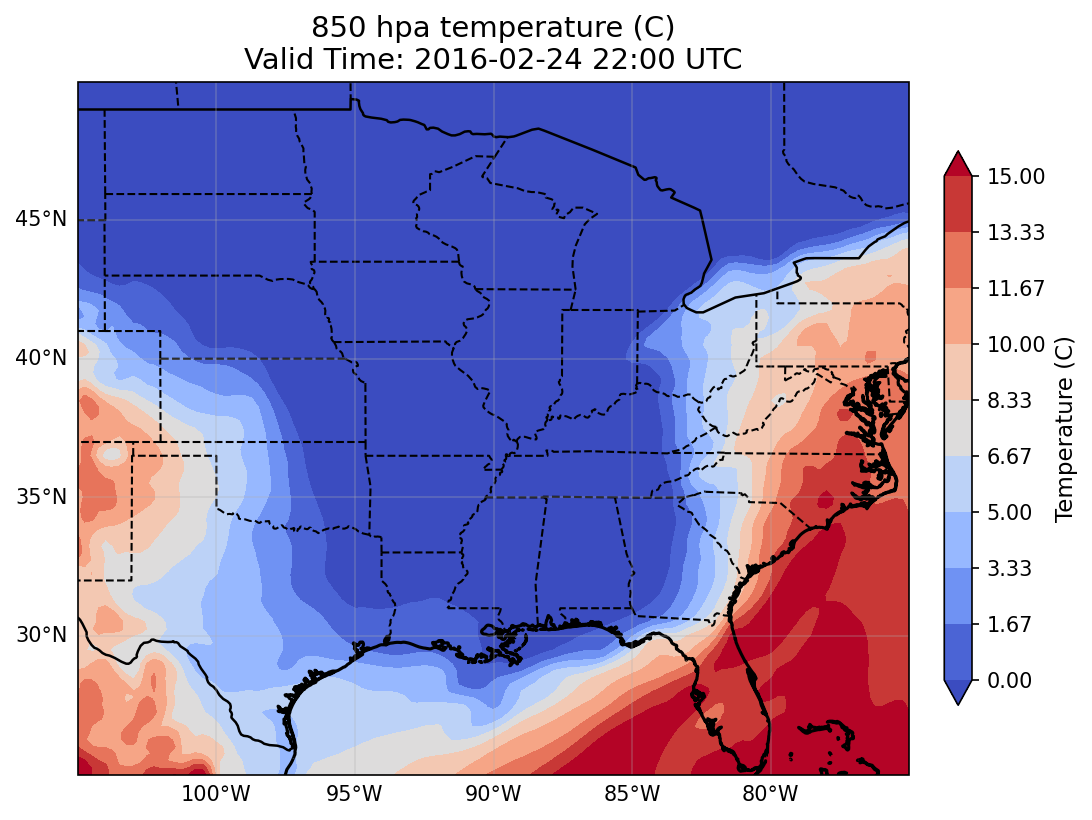 850 hpa temperature (C)
Valid Time: 2016-02-24 22:00 UTC
45°N
40°N
35°N
30°N
100°W
95°W
90°W
85°W
80°W
15.00
13.33
11.67
10.00
8.33
6.67
5.00
3.33
1.67
0.00
Temperature (C)